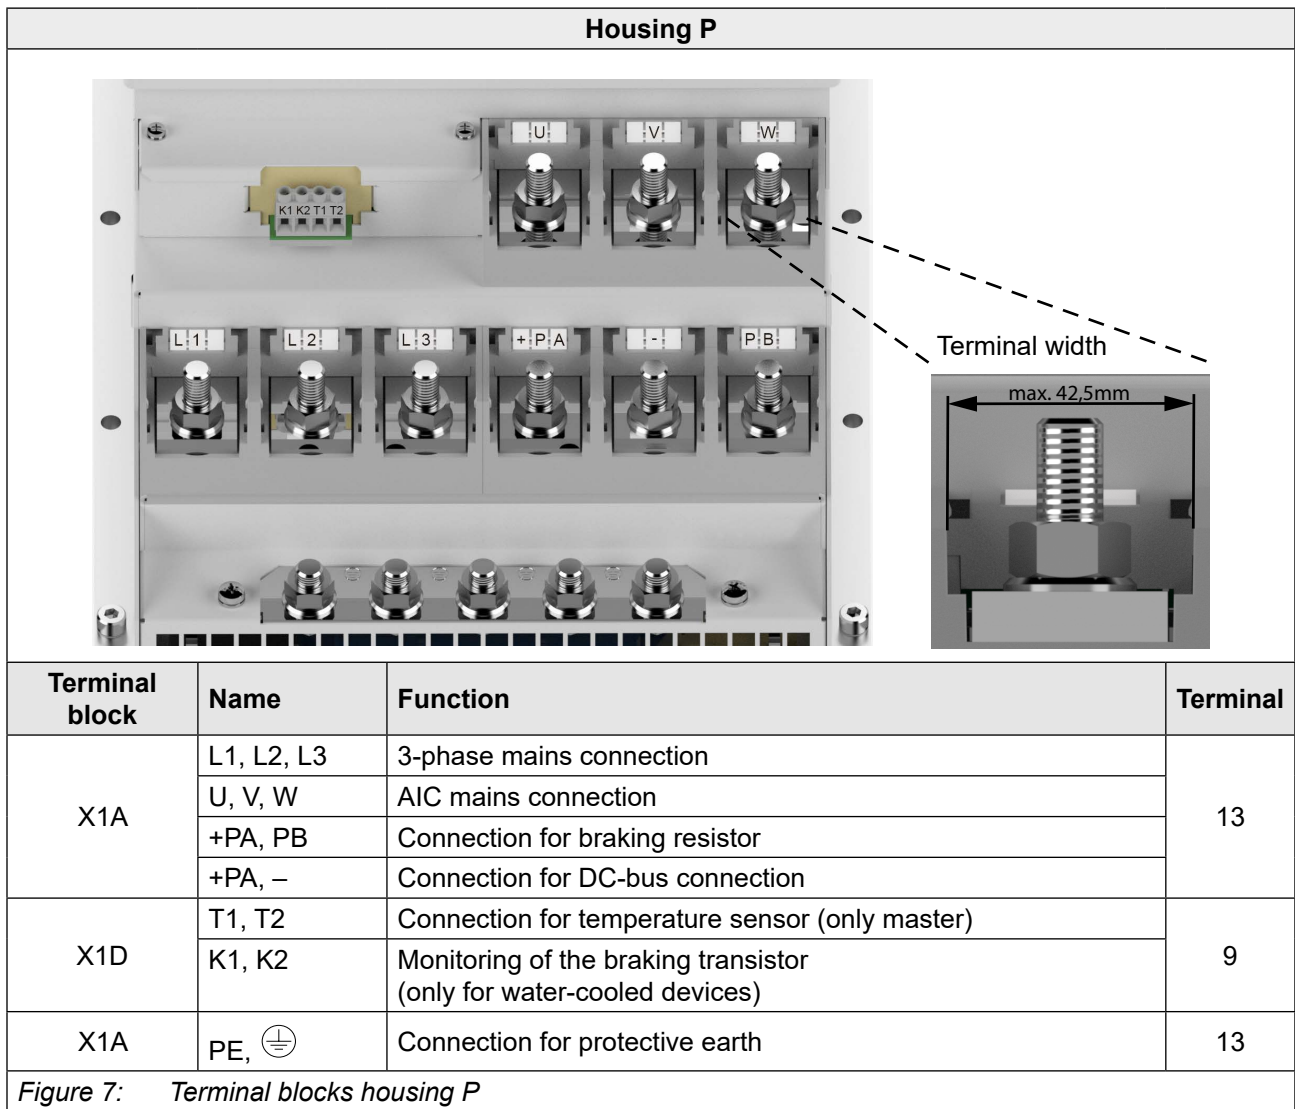 Housing P
U V W
K1 K2 T1 T2
L1 L2 L3 +PA - PB
Terminal width
max. 42,5mm
Terminal block Name Function Terminal
X1A
L1, L2, L3 3-phase mains connection
U, V, W AIC mains connection
+PA, PB Connection for braking resistor
+PA, – Connection for DC-bus connection
13
X1D
T1, T2 Connection for temperature sensor (only master)
K1, K2 Monitoring of the braking transistor
(only for water-cooled devices)
9
X1A PE, Connection for protective earth 13
Figure 7: Terminal blocks housing P